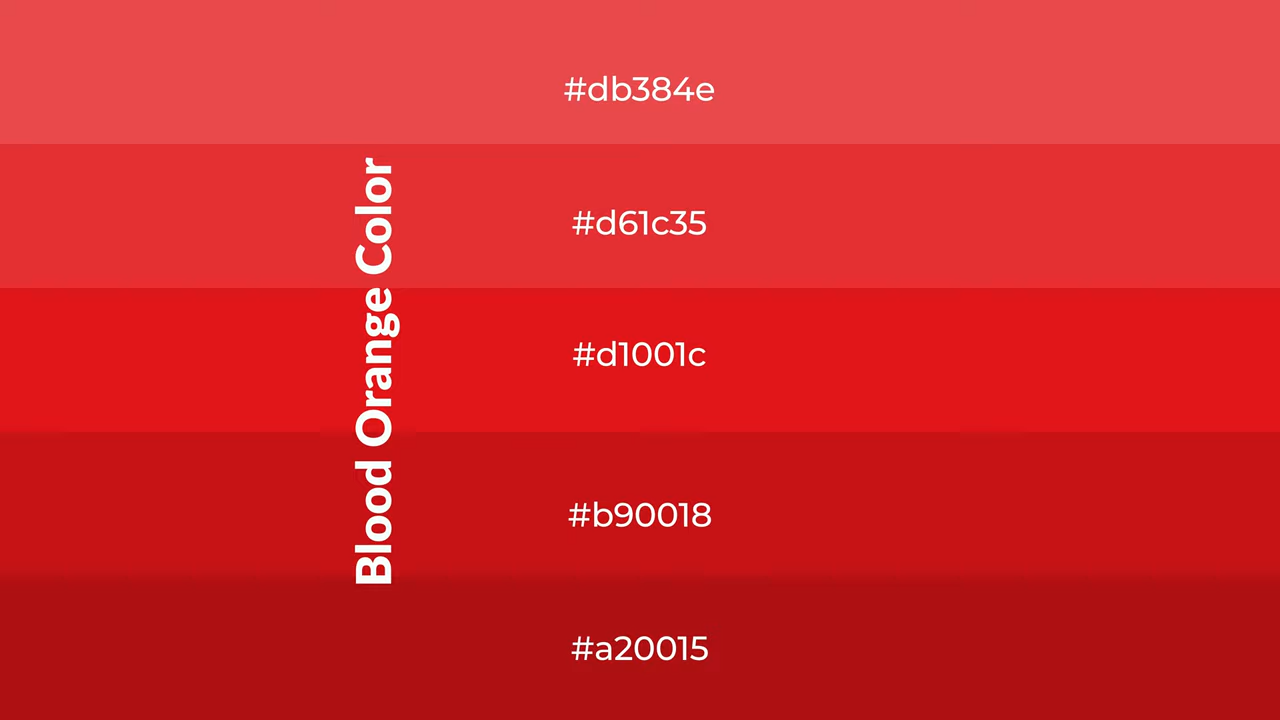 Blood Orange Color
#db384e
#d61c35
#d1001c
#b90018
#a20015